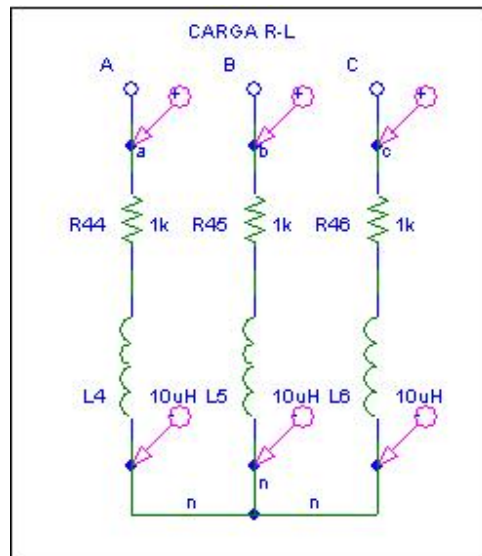 CARGA R-L
A B C
+ + +
a b c
R44 1k R45 1k R46 1k
L4 10uH L5 10uH L6 10uH
- - -
n
n n